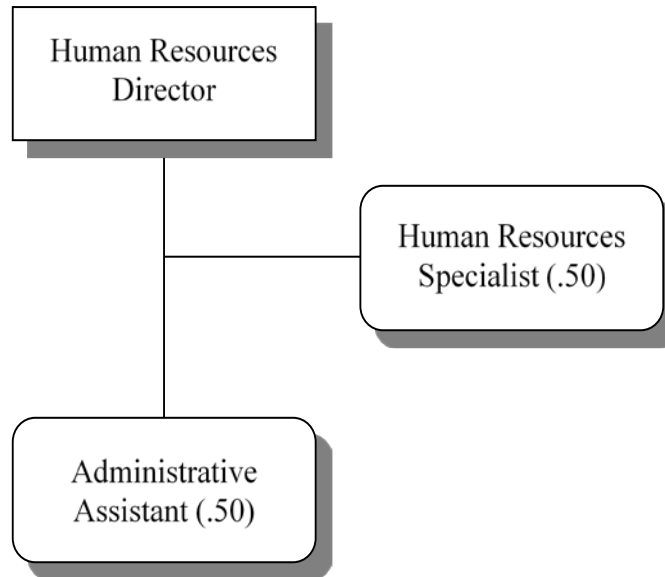 Human Resources
Director
Human Resources
Specialist (.50)
Administrative
Assistant (.50)